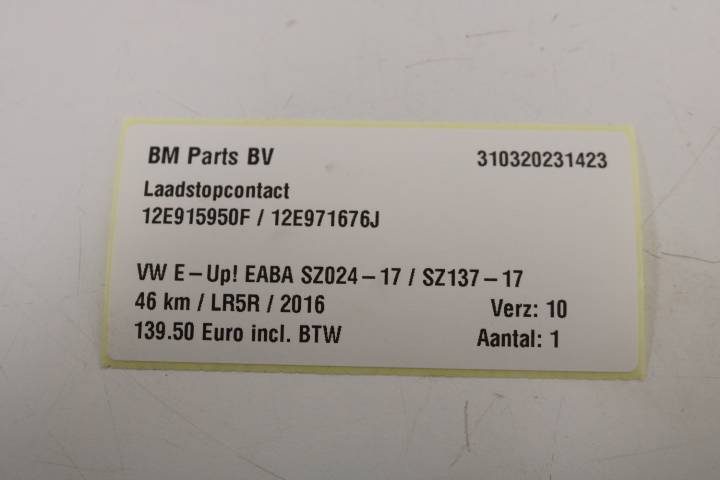 BM Parts BV 310320231423
Laadstopcontact
12E915950F / 12E971676J
VW E-Up! EABA SZ024-17 / SZ137-17
46 km / LR5R / 2016 Verz: 10
139.50 Euro incl. BTW Aantal: 1